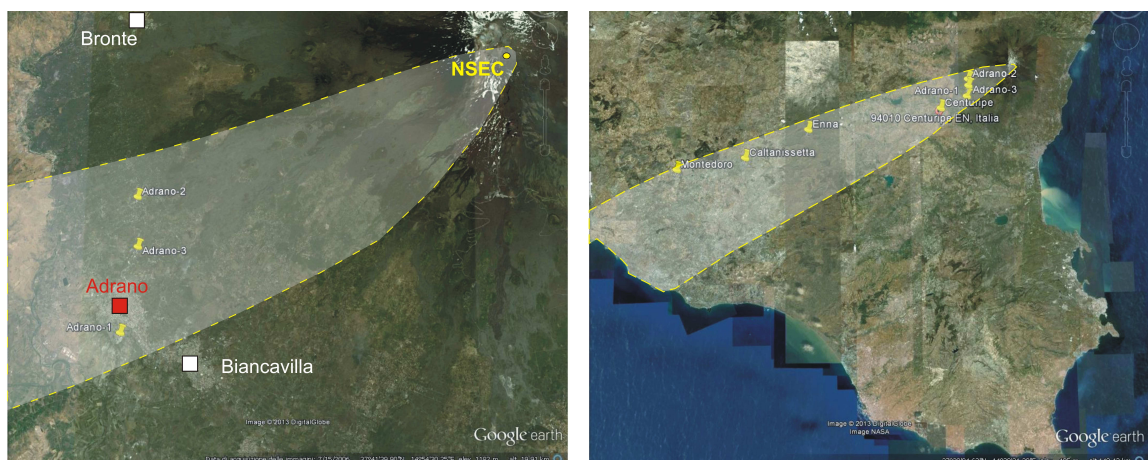 Bronte
NSEC
Adrano-2
Adrano-3
Adrano
Adrano-1
Biancavilla
Image © 2013 DigitalGlobe
Google earth
Adrano-2
Adrano-1
Adrano-3
Centuripe
94010 Centuripe EN, Italia
Enna
Caltanissetta
Montedoro
Image © 2013 DigitalGlobe
Image NASA
Google earth